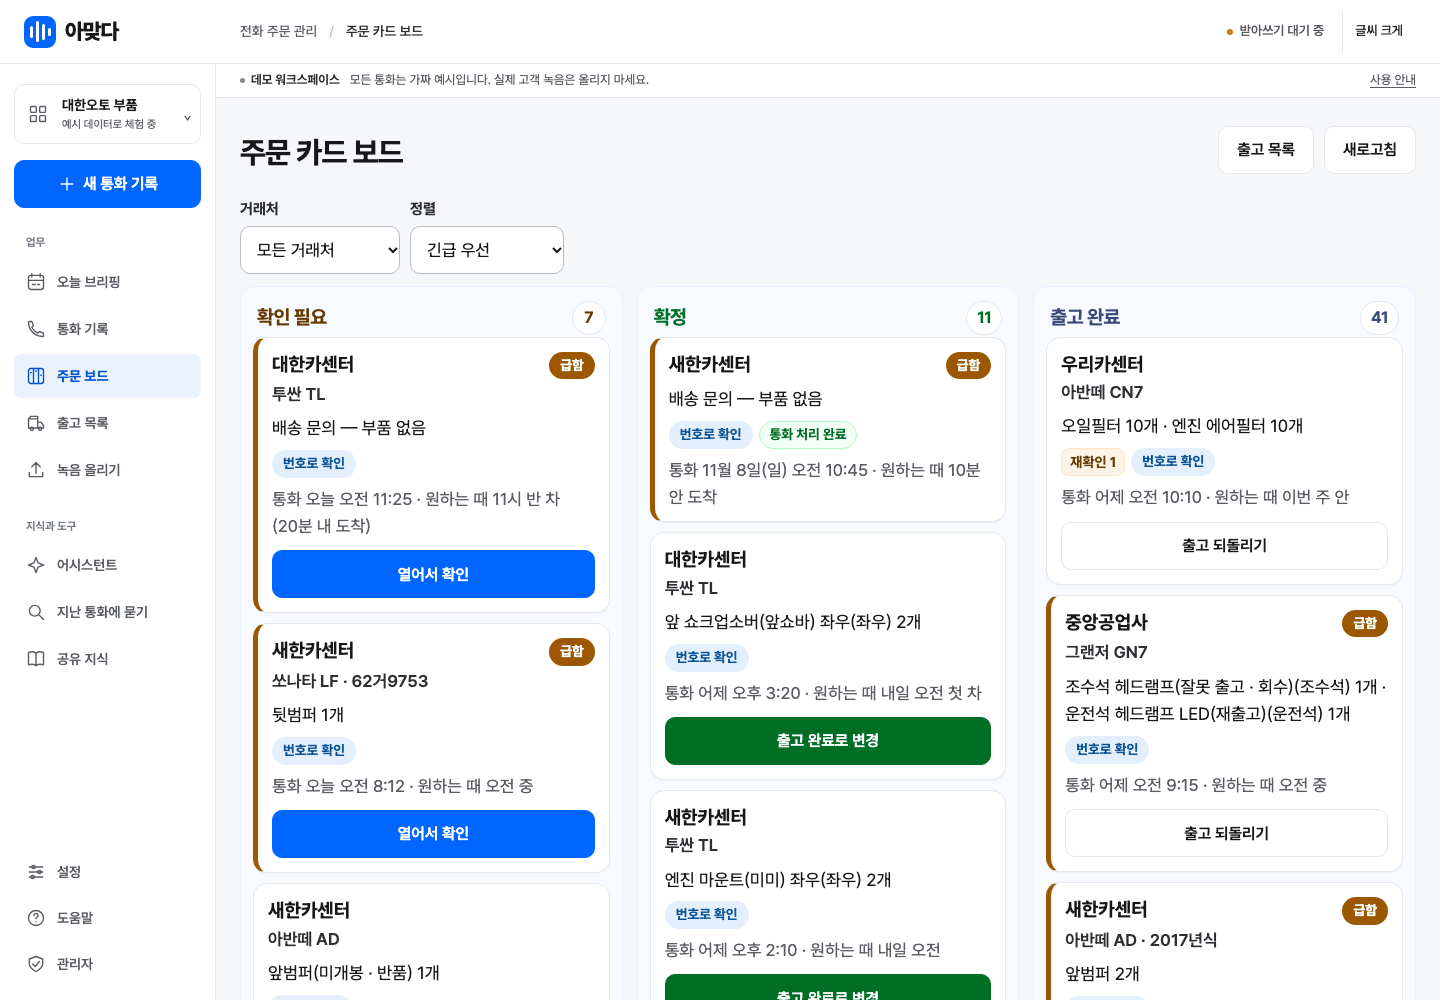 아맞다
전화 주문 관리 / 주문 카드 보드
받아쓰기 대기 중
글씨 크게
데모 워크스페이스 모든 통화는 가짜 예시입니다. 실제 고객 녹음은 올리지 마세요.
사용 안내
대한오토 부품
예시 데이터로 체험 중
새 통화 기록
업무
오늘 브리핑
통화 기록
주문 보드
출고 목록
녹음 올리기
지식과 도구
어시스턴트
지난 통화에 묻기
공유 지식
설정
도움말
관리자
주문 카드 보드
출고 목록
새로고침
거래처
모든 거래처
정렬
긴급 우선
확인 필요 7
대한카센터 급함
투싼 TL
배송 문의 — 부품 없음
번호로 확인
통화 오늘 오전 11:25 · 원하는 때 11시 반 차
(20분 내 도착)
열어서 확인
새한카센터 급함
쏘나타 LF · 62거9753
뒷범퍼 1개
번호로 확인
통화 오늘 오전 8:12 · 원하는 때 오전 중
열어서 확인
새한카센터
아반떼 AD
앞범퍼(미개봉 · 반품) 1개
확정 11
새한카센터 급함
배송 문의 — 부품 없음
번호로 확인 통화 처리 완료
통화 11월 8일(일) 오전 10:45 · 원하는 때 10분
안 도착
대한카센터
투싼 TL
앞 쇼크업소버(앞쇼바) 좌우(좌우) 2개
번호로 확인
통화 어제 오후 3:20 · 원하는 때 내일 오전 첫 차
출고 완료로 변경
새한카센터
투싼 TL
엔진 마운트(미미) 좌우(좌우) 2개
번호로 확인
통화 어제 오후 2:10 · 원하는 때 내일 오전
출고 완료로 변경
출고 완료 41
우리카센터
아반떼 CN7
오일필터 10개 · 엔진 에어필터 10개
재확인 1 번호로 확인
통화 어제 오전 10:10 · 원하는 때 이번 주 안
출고 되돌리기
중앙공업사 급함
그랜저 GN7
조수석 헤드램프(잘못 출고 · 회수)(조수석) 1개 ·
운전석 헤드램프 LED(재출고)(운전석) 1개
번호로 확인
통화 어제 오전 9:15 · 원하는 때 오전 중
출고 되돌리기
새한카센터 급함
아반떼 AD · 2017년식
앞범퍼 2개